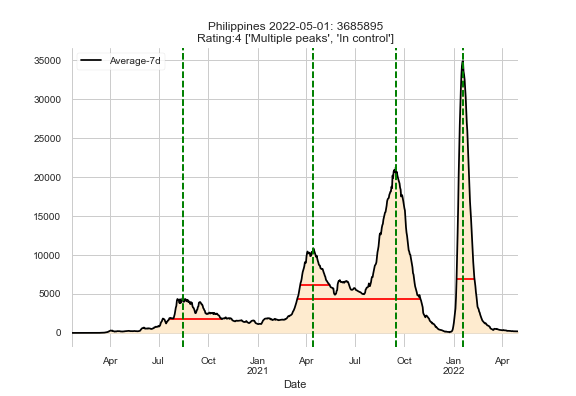 Philippines 2022-05-01: 3685895
Rating:4 ['Multiple peaks', 'In control']
Average-7d
35000
30000
25000
20000
15000
10000
5000
0
Apr Jul Oct Jan Apr Jul Oct Jan Apr
2021 2022
Date